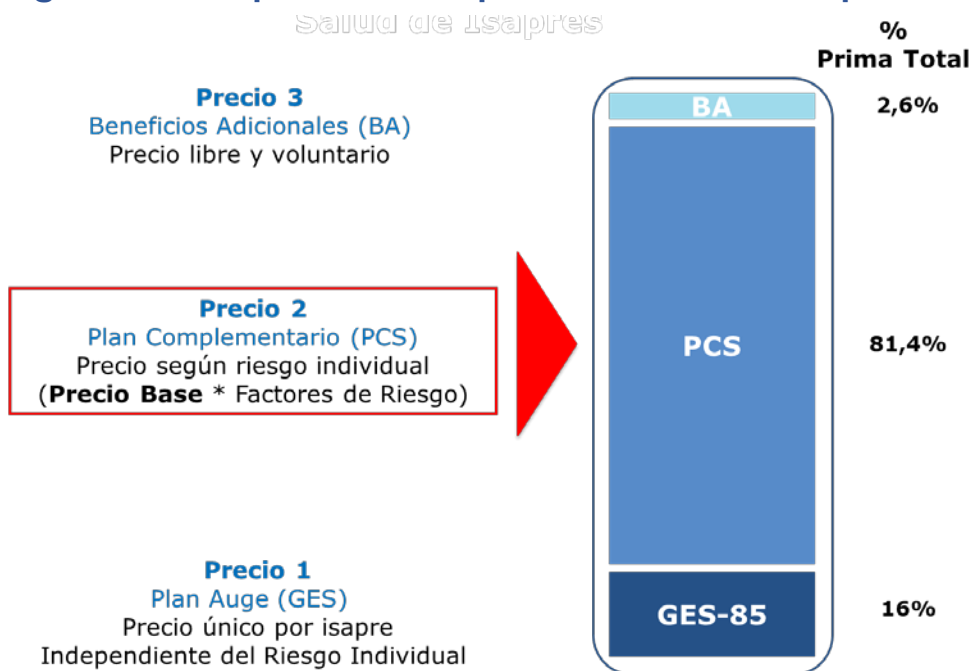 Salud de Isapres
%
Prima Total
Precio 3
Beneficios Adicionales (BA)
Precio libre y voluntario
BA
2,6%
Precio 2
Plan Complementario (PCS)
Precio según riesgo individual
(Precio Base * Factores de Riesgo)
PCS
81,4%
Precio 1
Plan Auge (GES)
Precio único por isapre
Independiente del Riesgo Individual
GES-85
16%